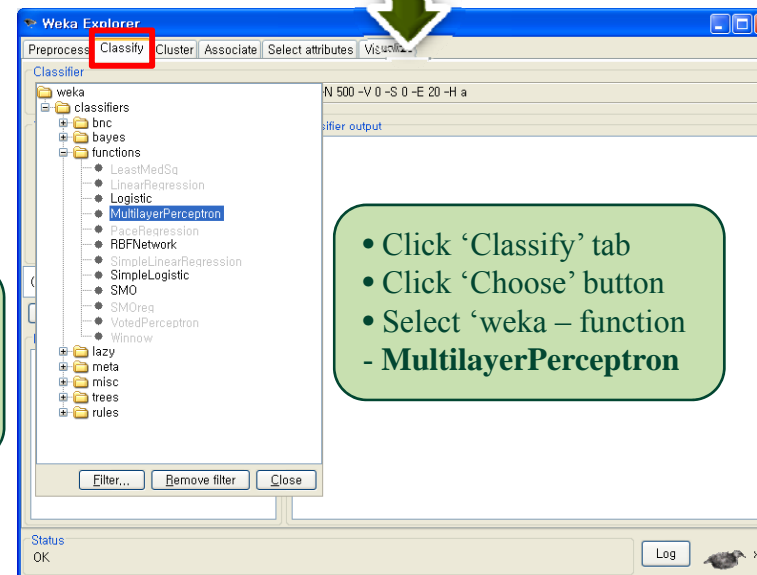 Weka Explorer
Preprocess Classify Cluster Associate Select attributes Visualize
Classifier
-N 500 -V 0 -S 0 -E 20 -H a
weka
classifiers
bnc
bayes
functions
LeastMedSq
LinearRegression
Logistic
MultilayerPerceptron
PaceRegression
RBFNetwork
SimpleLinearRegression
SimpleLogistic
SMO
SMOreg
VotedPerceptron
Winnow
lazy
meta
misc
trees
rules
Filter... Remove filter Close
output
• Click ‘Classify’ tab
• Click ‘Choose’ button
• Select ‘weka – function
- MultilayerPerceptron
Status
OK
Log